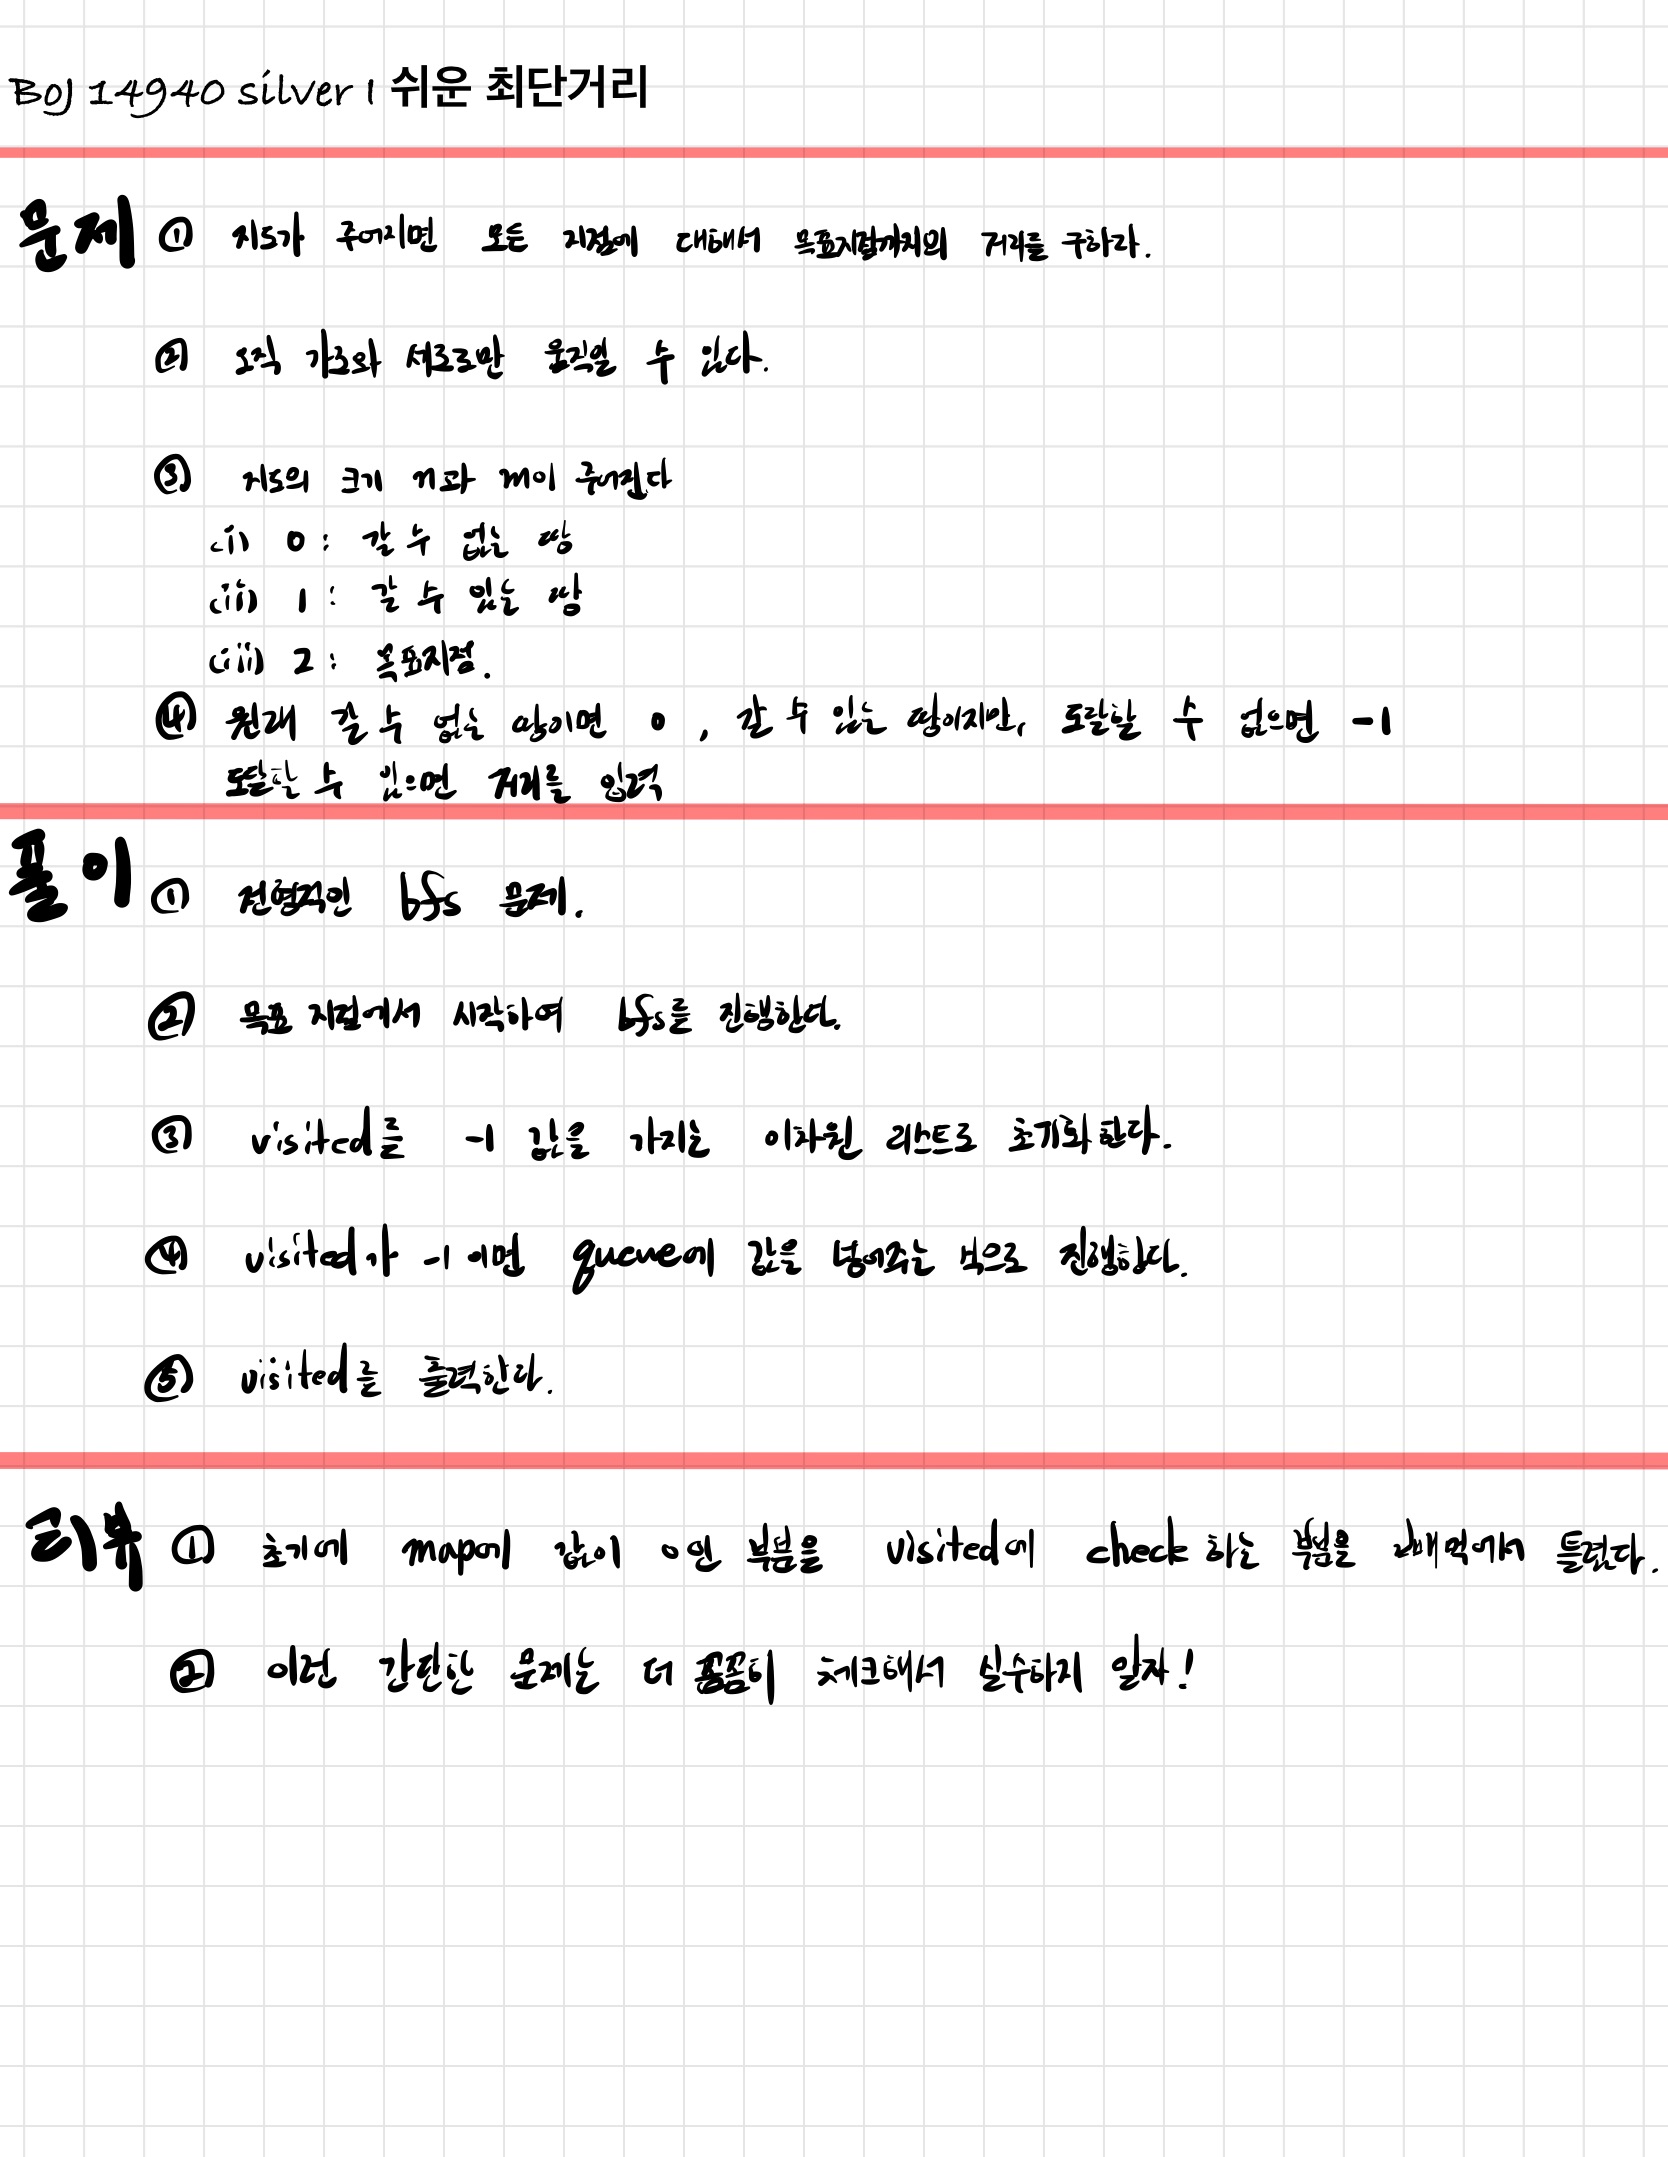 BOJ 14940 silver 1 쉬운 최단거리
문제 ① 지도가 주어지면 모든 지점에 대해서 목표지점까지의 거리를 구하라.
② 오직 가로와 세로로만 움직일 수 있다.
③ 지도의 크기 n과 m이 주어진다
(i) 0 : 갈 수 없는 땅
(ii) 1 : 갈 수 있는 땅
(iii) 2 : 목표지점.
④ 원래 갈 수 없는 땅이면 0 , 갈 수 있는 땅이지만, 도달할 수 없으면 -1
도달할 수 있으면 거리를 입력
풀이 ① 전형적인 bfs 문제.
② 목표 지점에서 시작하여 bfs를 진행한다.
③ visited를 -1 값을 가지는 이차원 리스트로 초기화 한다.
④ visited가 -1 이면 queue에 값을 넣어주는 식으로 진행한다.
⑤ visited를 출력한다.
리뷰 ① 초기에 map에 값이 0인 부분을 visited에 check 하는 부분을 빼먹어서 틀렸다.
② 이런 간단한 문제는 더 꼼꼼히 체크해서 실수하지 말자!